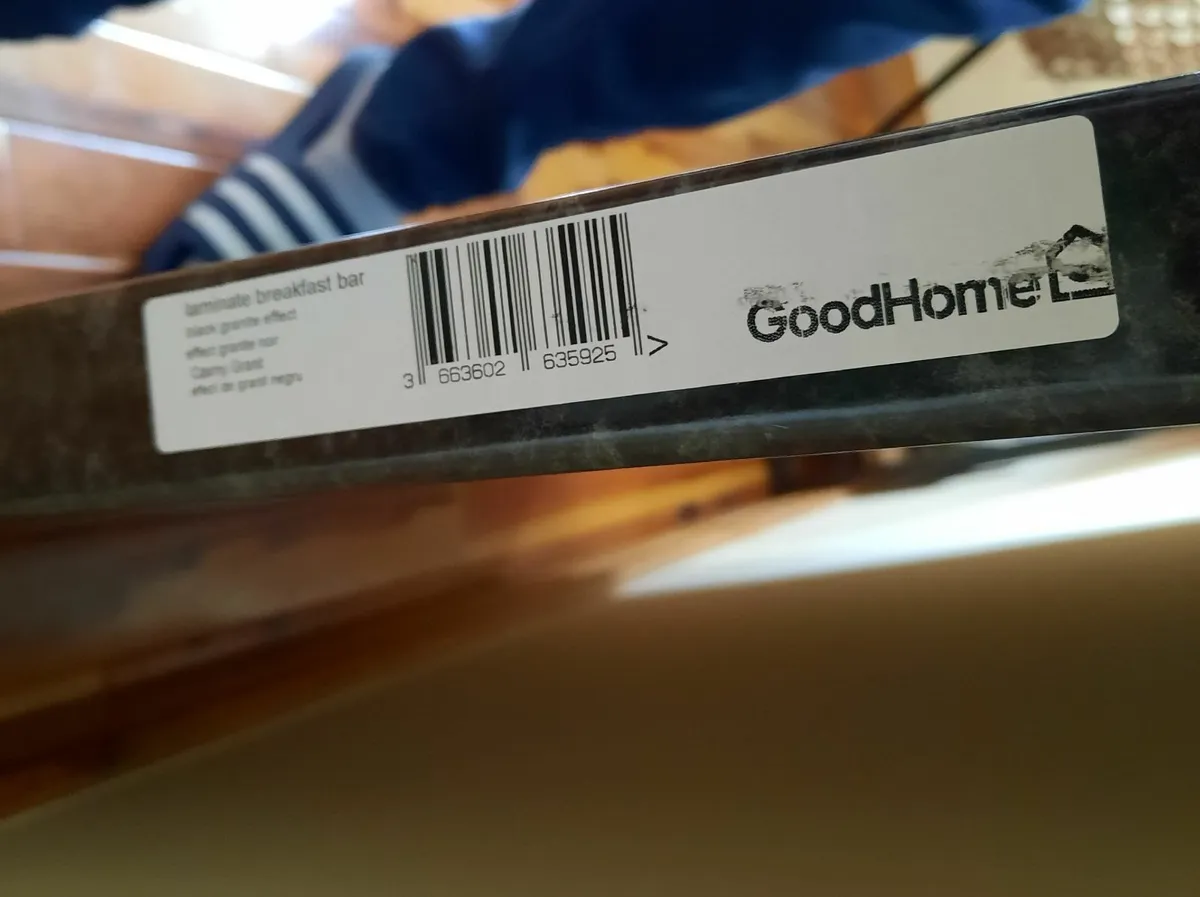 laminate breakfast bar
black granite effect
effet granite noir
Czarny Granit
efect de granit negru
3 663602 635925 >
GoodHome